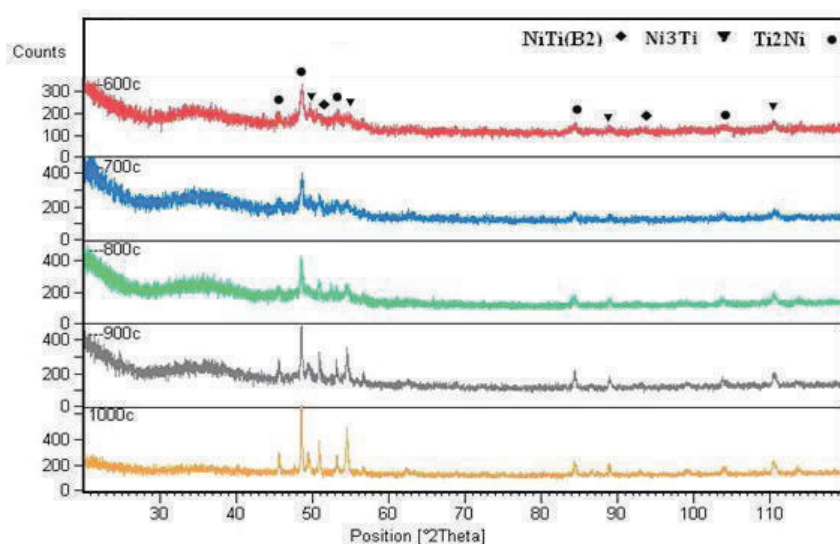 NiTi(B2) ◆ Ni3Ti ▼ Ti2Ni ●
Counts
-600c
300
200
100
0
-700c
400
200
0
---800c
400
200
0
---900c
400
200
0
1000c
400
200
0
30 40 50 60 70 80 90 100 110
Position [°2Theta]